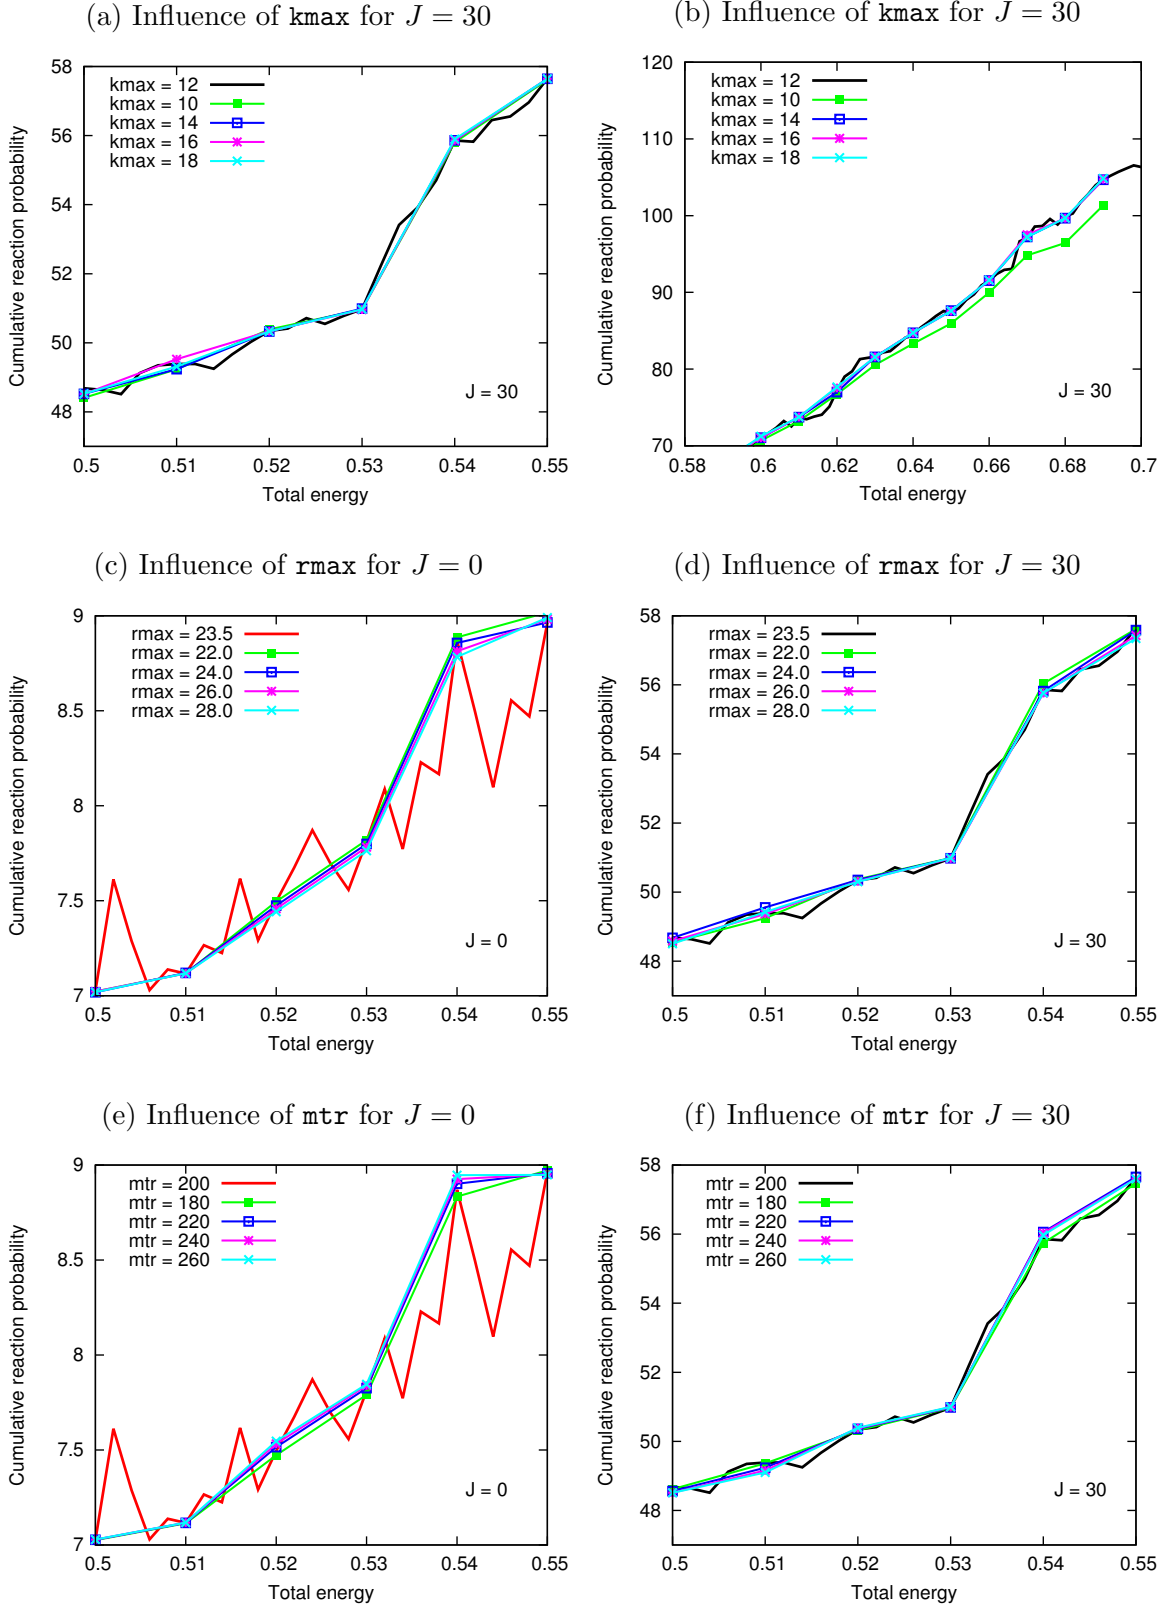 (a) Influence of kmax for J = 30
Cumulative reaction probability
58
56
54
52
50
48
kmax = 12
kmax = 10
kmax = 14
kmax = 16
kmax = 18
J = 30
0.5 0.51 0.52 0.53 0.54 0.55
Total energy
(b) Influence of kmax for J = 30
Cumulative reaction probability
120
110
100
90
80
70
kmax = 12
kmax = 10
kmax = 14
kmax = 16
kmax = 18
J = 30
0.58 0.6 0.62 0.64 0.66 0.68 0.7
Total energy
(c) Influence of rmax for J = 0
Cumulative reaction probability
9
8.5
8
7.5
7
rmax = 23.5
rmax = 22.0
rmax = 24.0
rmax = 26.0
rmax = 28.0
J = 0
0.5 0.51 0.52 0.53 0.54 0.55
Total energy
(d) Influence of rmax for J = 30
Cumulative reaction probability
58
56
54
51
50
48
rmax = 23.5
rmax = 22.0
rmax = 24.0
rmax = 26.0
rmax = 28.0
J = 30
0.5 0.51 0.52 0.53 0.54 0.55
Total energy
(e) Influence of mtr for J = 0
Cumulative reaction probability
9
8.5
8
7.5
7
mtr = 200
mtr = 180
mtr = 220
mtr = 240
mtr = 260
J = 0
0.5 0.51 0.52 0.53 0.54 0.55
Total energy
(f) Influence of mtr for J = 30
Cumulative reaction probability
58
56
54
51
50
48
mtr = 200
mtr = 180
mtr = 220
mtr = 240
mtr = 260
J = 30
0.5 0.51 0.52 0.53 0.54 0.55
Total energy